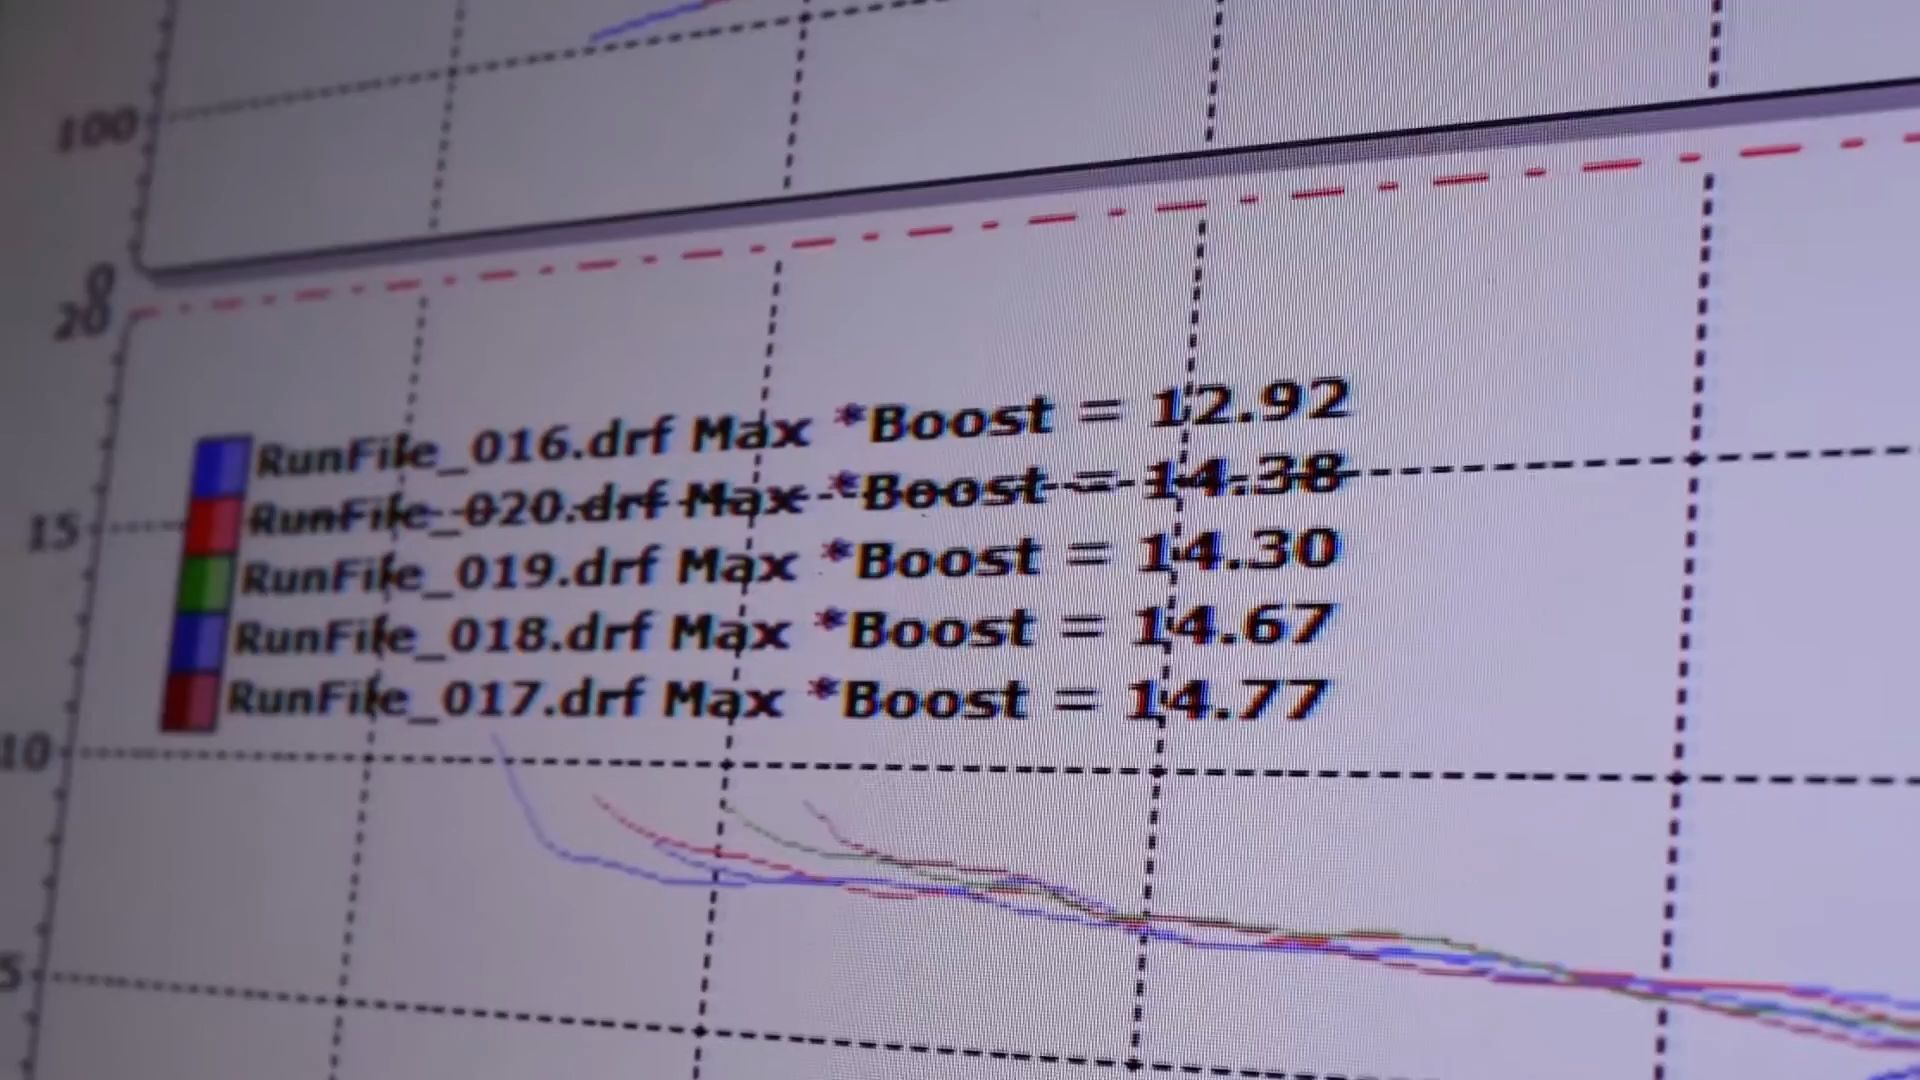 100
0
20
RunFile_016.drf Max *Boost = 12.92
RunFile_020.drf Max *Boost = 14.38
15
RunFile_019.drf Max *Boost = 14.30
RunFile_018.drf Max *Boost = 14.67
RunFile_017.drf Max *Boost = 14.77
10
5